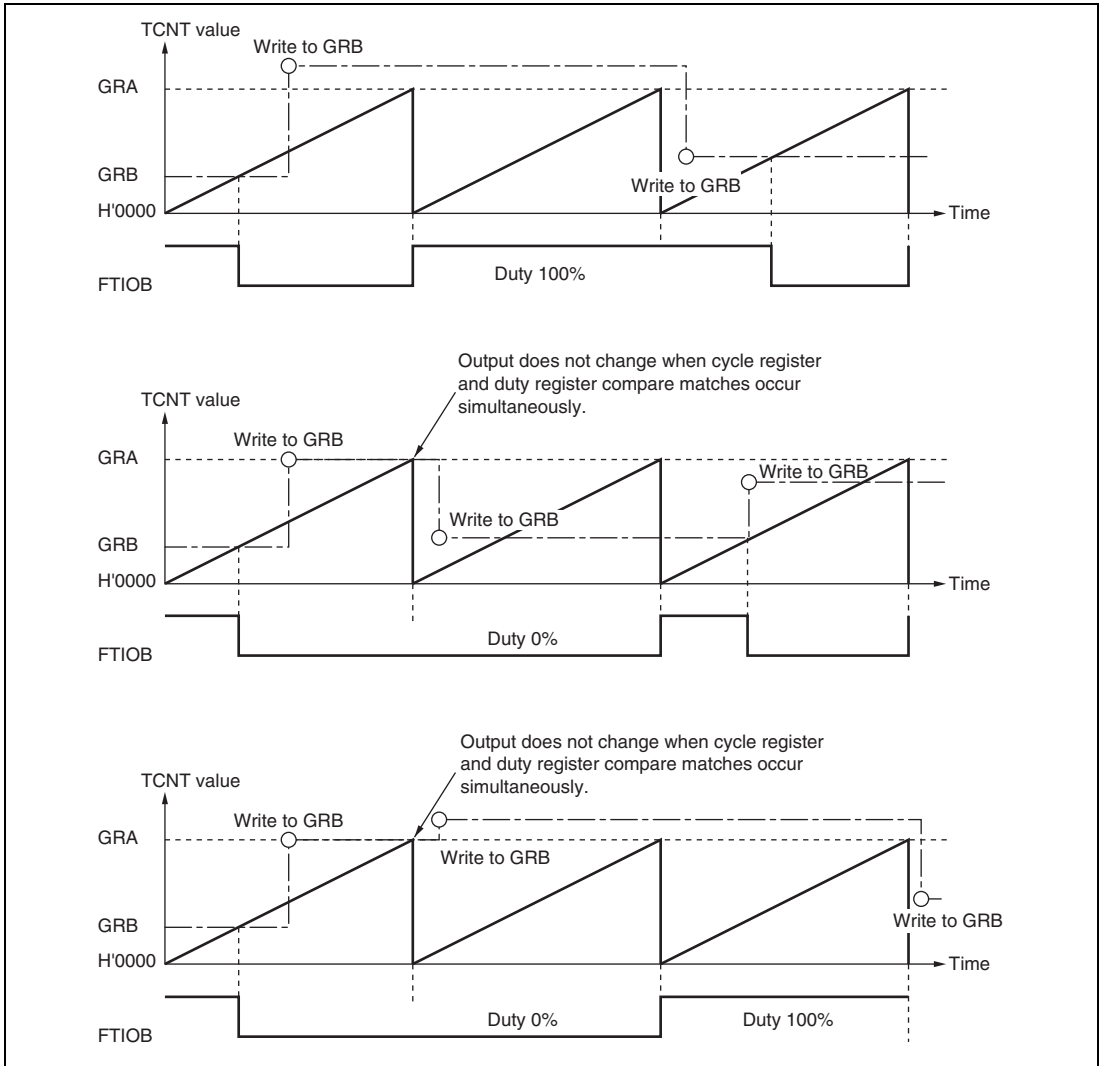 TCNT value
Write to GRB
GRA
GRB
Write to GRB
H'0000
Time
FTIOB
Duty 100%
Output does not change when cycle register
and duty register compare matches occur
simultaneously.
TCNT value
Write to GRB
GRA
Write to GRB
Write to GRB
GRB
H'0000
Time
FTIOB
Duty 0%
Output does not change when cycle register
and duty register compare matches occur
simultaneously.
TCNT value
Write to GRB
GRA
Write to GRB
GRB
Write to GRB
H'0000
Time
FTIOB
Duty 0%
Duty 100%